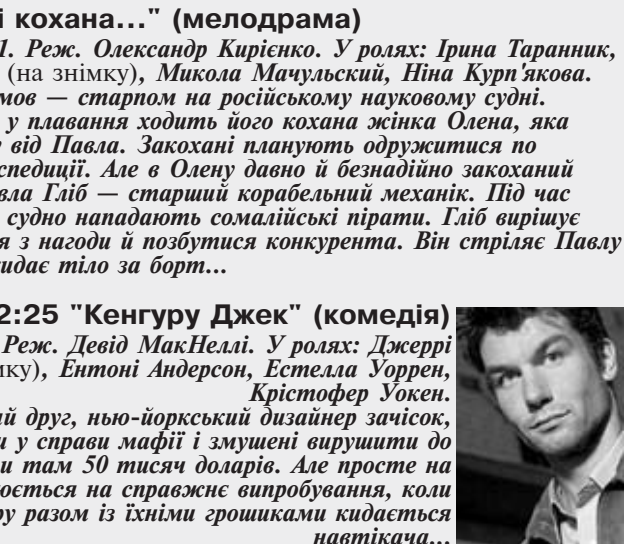 і кохана..." (мелодрама)
1. Реж. Олександр Кирієнко. У ролях: Ірина Таранник,
(на знімку), Микола Мачульский, Ніна Курп'якова.
мов — старпом на російському науковому судні.
у плавання ходить його кохана жінка Олена, яка
у від Павла. Закохані планують одружитися по
спедиції. Але в Олену давно й безнадійно закоханий
вла Гліб — старший корабельний механік. Під час
судно нападають сомалійські пірати. Гліб вирішує
я з нагоди й позбутися конкурента. Він стріляє Павлу
идає тіло за борт...
2:25 "Кенгуру Джек" (комедія)
Реж. Девід МакНеллі. У ролях: Джеррі
мку), Ентоні Андерсон, Естелла Уоррен,
Крістофер Уокен.
ий друг, нью-йоркський дизайнер зачісок,
и у справи мафії і змушені вирушити до
и там 50 тисяч доларів. Але просте на
юється на справжнє випробування, коли
ру разом із їхніми грошиками кидається
навтікача...